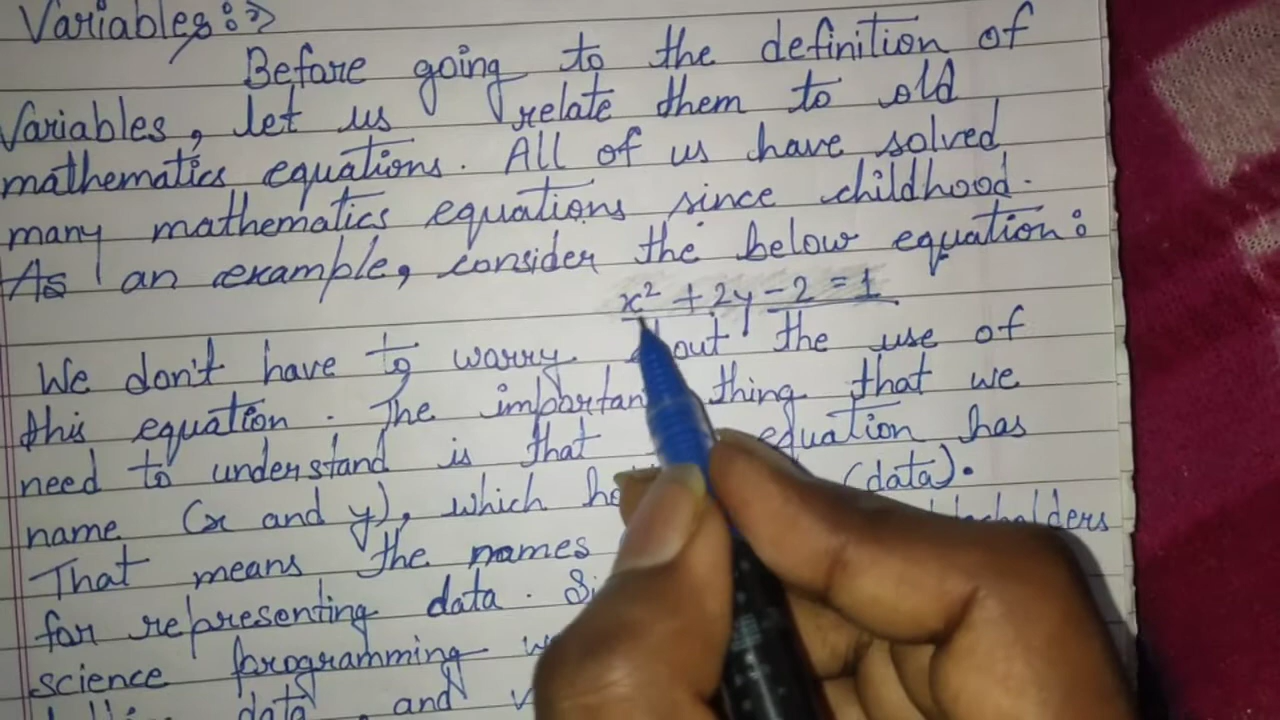 Variables :->
Before going to the definition of
Variables, let us relate them to old
mathematics equations. All of us have solved
many mathematics equations since childhood.
As an example, consider the below equation:
x² + 2y - 2 = 1
We don't have to worry about the use of
this equation. The important thing that we
need to understand is that equation has
name (x and y), which (data).
That means the names
for representing data.
science programming
data, and